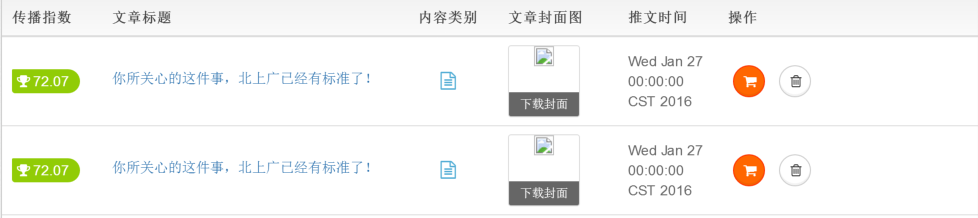 传播指数 文章标题 内容类别 文章封面图 推文时间 操作
72.07 你所关心的这件事，北上广已经有标准了！ 下载封面 Wed Jan 27
00:00:00
CST 2016
72.07 你所关心的这件事，北上广已经有标准了！ 下载封面 Wed Jan 27
00:00:00
CST 2016